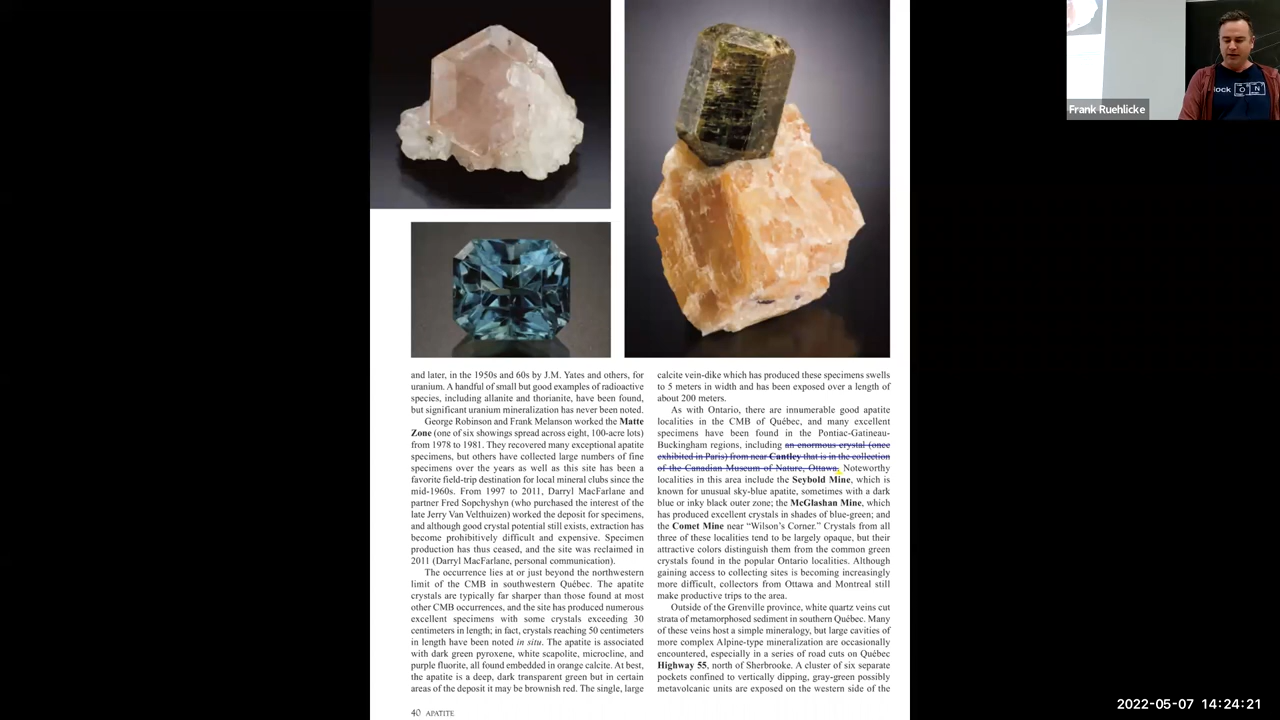 Frank Ruehlicke
lock
O N
and later, in the 1950s and 60s by J.M. Yates and others, for
uranium. A handful of small but good examples of radioactive
species, including allanite and thorianite, have been found,
but significant uranium mineralization has never been noted.
George Robinson and Frank Melanson worked the Matte
Zone (one of six showings spread across eight, 100-acre lots)
from 1978 to 1981. They recovered many exceptional apatite
specimens, but others have collected large numbers of fine
specimens over the years as well as this site has been a
favorite field-trip destination for local mineral clubs since the
mid-1960s. From 1997 to 2011, Darryl MacFarlane and
partner Fred Sophyshyn (who purchased the interest of the
late Jerry Van Velthuizen) worked the deposit for specimens,
and although good crystal potential still exists, extraction has
become prohibitively difficult and expensive. Specimen
production has thus ceased, and the site was reclaimed in
2011 (Darryl MacFarlane, personal communication).
The occurrence lies at or just beyond the northwestern
limit of the CMB in southwestern Québec. The apatite
crystals are typically far sharper than those found at most
other CMB occurrences, and the site has produced numerous
excellent specimens with some crystals exceeding 30
centimeters in length; in fact, crystals reaching 50 centimeters
in length have been noted in situ. The apatite is associated
with dark green pyroxene, white scapolite, microcline, and
purple fluorite, all found embedded in orange calcite. At best,
the apatite is a deep, dark transparent green but in certain
areas of the deposit it may be brownish red. The single, large
calcite vein-dike which has produced these specimens swells
to 5 meters in width and has been exposed over a length of
about 200 meters.
As with Ontario, there are innumerable good apatite
localities in the CMB of Québec, and many excellent
specimens have been found in the Pontiac-Gatineau-
Buckingham regions, including an enormous crystal (once
exhibited in Paris) from near Cantley that is in the collection
of the Canadian Museum of Nature, Ottawa. Noteworthy
localities in this area include the Seybold Mine, which is
known for unusual sky-blue apatite, sometimes with a dark
blue or inky black outer zone; the McGlashan Mine, which
has produced excellent crystals in shades of blue-green; and
the Comet Mine near “Wilson’s Corner.” Crystals from all
three of these localities tend to be largely opaque, but their
attractive colors distinguish them from the common green
crystals found in the popular Ontario localities. Although
gaining access to collecting sites is becoming increasingly
more difficult, collectors from Ottawa and Montreal still
make productive trips to the area.
Outside of the Grenville province, white quartz veins cut
strata of metamorphosed sediment in southern Québec. Many
of these veins host a simple mineralogy, but large cavities of
more complex Alpine-type mineralization are occasionally
encountered, especially in a series of road cuts on Québec
Highway 55, north of Sherbrooke. A cluster of six separate
pockets confined to vertically dipping, gray-green possibly
metavolcanic units are exposed on the western side of the
40 APATITE
2022-05-07 14:24:21